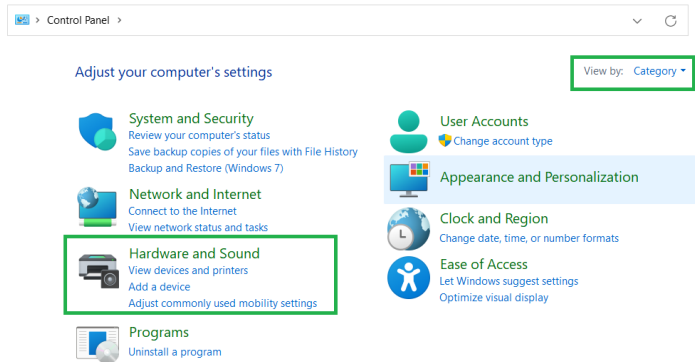 Control Panel
Adjust your computer's settings
View by: Category
System and Security
Review your computer's status
Save backup copies of your files with File History
Backup and Restore (Windows 7)
Network and Internet
Connect to the Internet
View network status and tasks
Hardware and Sound
View devices and printers
Add a device
Adjust commonly used mobility settings
Programs
Uninstall a program
User Accounts
Change account type
Appearance and Personalization
Clock and Region
Change date, time, or number formats
Ease of Access
Let Windows suggest settings
Optimize visual display